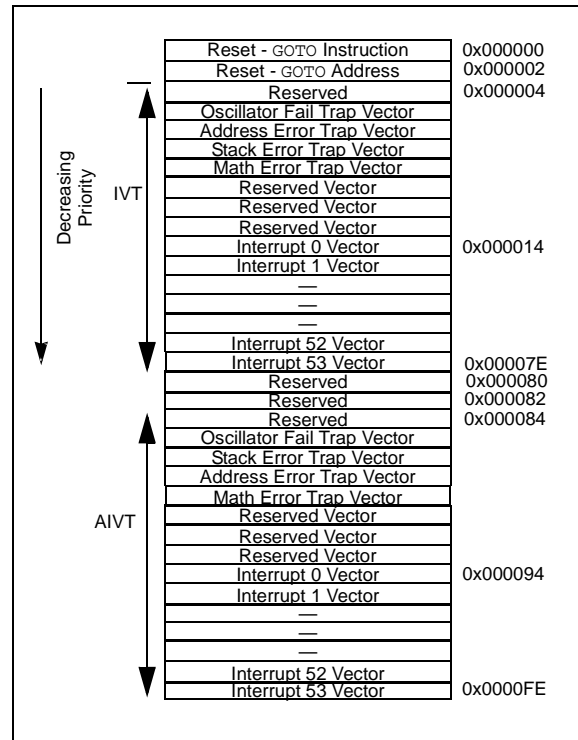 Reset - GOTO Instruction 0x000000
Reset - GOTO Address 0x000002
Reserved 0x000004
Oscillator Fail Trap Vector
Address Error Trap Vector
Stack Error Trap Vector
Math Error Trap Vector
Reserved Vector
Reserved Vector
Reserved Vector
Interrupt 0 Vector 0x000014
Interrupt 1 Vector
—
—
—
Interrupt 52 Vector
Interrupt 53 Vector 0x00007E
Reserved 0x000080
Reserved 0x000082
Reserved 0x000084
Oscillator Fail Trap Vector
Stack Error Trap Vector
Address Error Trap Vector
Math Error Trap Vector
Reserved Vector
Reserved Vector
Reserved Vector
Interrupt 0 Vector 0x000094
Interrupt 1 Vector
—
—
—
Interrupt 52 Vector
Interrupt 53 Vector 0x0000FE
Decreasing
Priority
IVT
AIVT